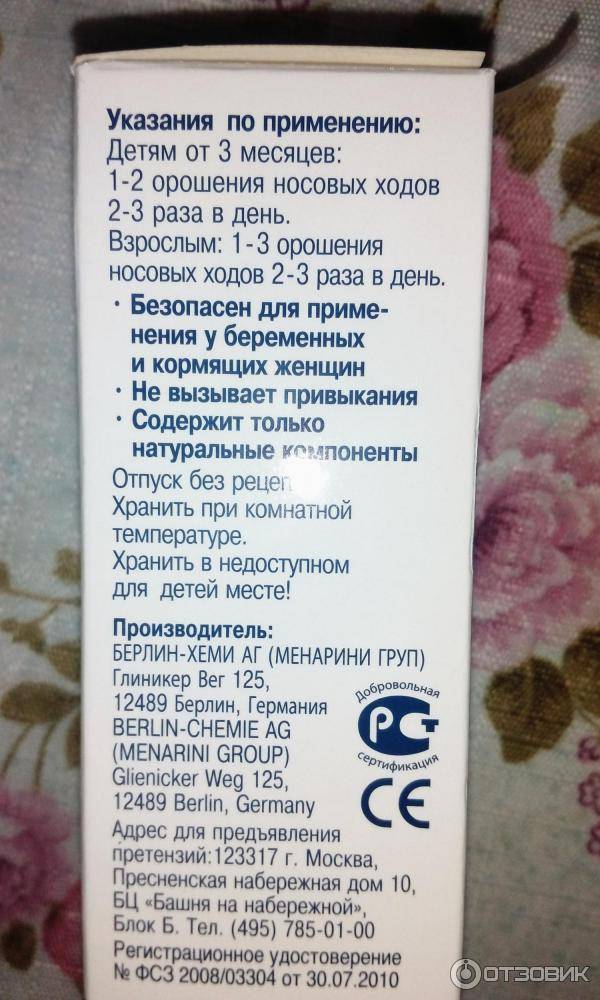 Указания по применению:
Детям от 3 месяцев:
1-2 орошения носовых ходов
2-3 раза в день.
Взрослым: 1-3 орошения
носовых ходов 2-3 раза в день.
· Безопасен для приме-
нения у беременных
и кормящих женщин
· Не вызывает привыкания
· Содержит только
натуральные компоненты
Отпуск без
Хранить при комнатной
температуре.
Хранить в недоступном
для детей месте!
Производитель:
БЕРЛИН-ХЕМИ АГ (МЕНАРИНИ ГРУП)
Глиникер Вег 125,
12489 Берлин, Германия
BERLIN-CHEMIE AG
(MENARINI GROUP)
Glienicker Weg 125,
12489 Berlin, Germany
Добровольная
РСТ
сертификация
CE
Адрес для предъявления
претензий:123317 г. Москва,
Пресненская набережная дом 10,
БЦ «Башня на набережной»,
Блок Б. Тел. (495) 785-01-00
Регистрационное удостоверение
№ ФСЗ 2008/03304 от 30.07.2010
ОТЗОВИК